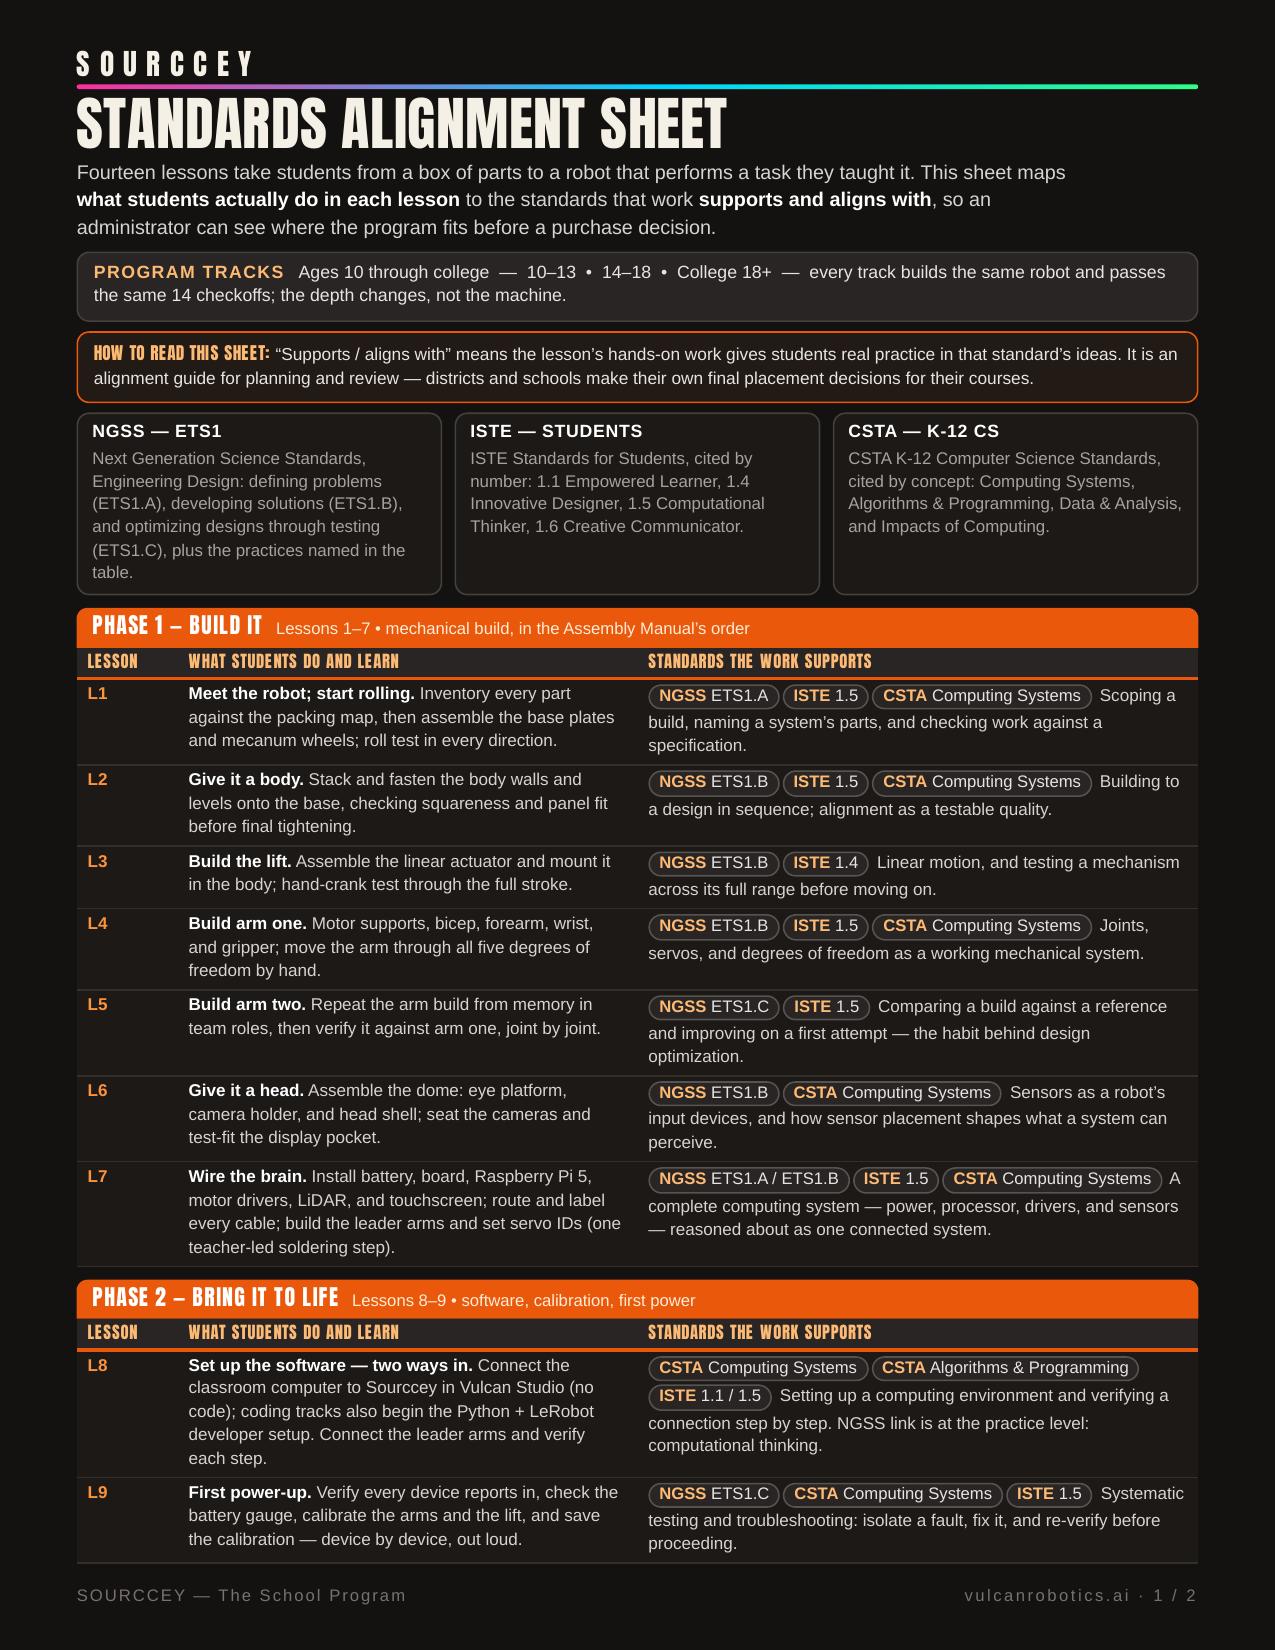 SOURCCEY
STANDARDS ALIGNMENT SHEET
Fourteen lessons take students from a box of parts to a robot that performs a task they taught it. This sheet maps
what students actually do in each lesson to the standards that work supports and aligns with, so an
administrator can see where the program fits before a purchase decision.
PROGRAM TRACKS Ages 10 through college — 10–13 • 14–18 • College 18+ — every track builds the same robot and passes
the same 14 checkoffs; the depth changes, not the machine.
HOW TO READ THIS SHEET: “Supports / aligns with” means the lesson’s hands-on work gives students real practice in that standard’s ideas. It is an
alignment guide for planning and review — districts and schools make their own final placement decisions for their courses.
NGSS — ETS1
Next Generation Science Standards,
Engineering Design: defining problems
(ETS1.A), developing solutions (ETS1.B),
and optimizing designs through testing
(ETS1.C), plus the practices named in the
table.
ISTE — STUDENTS
ISTE Standards for Students, cited by
number: 1.1 Empowered Learner, 1.4
Innovative Designer, 1.5 Computational
Thinker, 1.6 Creative Communicator.
CSTA — K-12 CS
CSTA K-12 Computer Science Standards,
cited by concept: Computing Systems,
Algorithms & Programming, Data & Analysis,
and Impacts of Computing.
PHASE 1 – BUILD IT Lessons 1–7 • mechanical build, in the Assembly Manual’s order
LESSON WHAT STUDENTS DO AND LEARN STANDARDS THE WORK SUPPORTS
L1
Meet the robot; start rolling. Inventory every part
against the packing map, then assemble the base plates
and mecanum wheels; roll test in every direction.
NGSS ETS1.A ISTE 1.5 CSTA Computing Systems Scoping a
build, naming a system’s parts, and checking work against a
specification.
L2
Give it a body. Stack and fasten the body walls and
levels onto the base, checking squareness and panel fit
before final tightening.
NGSS ETS1.B ISTE 1.5 CSTA Computing Systems Building to
a design in sequence; alignment as a testable quality.
L3
Build the lift. Assemble the linear actuator and mount it
in the body; hand-crank test through the full stroke.
NGSS ETS1.B ISTE 1.4 Linear motion, and testing a mechanism
across its full range before moving on.
L4
Build arm one. Motor supports, bicep, forearm, wrist,
and gripper; move the arm through all five degrees of
freedom by hand.
NGSS ETS1.B ISTE 1.5 CSTA Computing Systems Joints,
servos, and degrees of freedom as a working mechanical system.
L5
Build arm two. Repeat the arm build from memory in
team roles, then verify it against arm one, joint by joint.
NGSS ETS1.C ISTE 1.5 Comparing a build against a reference
and improving on a first attempt — the habit behind design
optimization.
L6
Give it a head. Assemble the dome: eye platform,
camera holder, and head shell; seat the cameras and
test-fit the display pocket.
NGSS ETS1.B CSTA Computing Systems Sensors as a robot’s
input devices, and how sensor placement shapes what a system can
perceive.
L7
Wire the brain. Install battery, board, Raspberry Pi 5,
motor drivers, LiDAR, and touchscreen; route and label
every cable; build the leader arms and set servo IDs (one
teacher-led soldering step).
NGSS ETS1.A / ETS1.B ISTE 1.5 CSTA Computing Systems A
complete computing system — power, processor, drivers, and sensors
— reasoned about as one connected system.
PHASE 2 – BRING IT TO LIFE Lessons 8–9 • software, calibration, first power
LESSON WHAT STUDENTS DO AND LEARN STANDARDS THE WORK SUPPORTS
L8
Set up the software — two ways in. Connect the
classroom computer to Sourccey in Vulcan Studio (no
code); coding tracks also begin the Python + LeRobot
developer setup. Connect the leader arms and verify
each step.
CSTA Computing Systems CSTA Algorithms & Programming
ISTE 1.1 / 1.5 Setting up a computing environment and verifying a
connection step by step. NGSS link is at the practice level:
computational thinking.
L9
First power-up. Verify every device reports in, check the
battery gauge, calibrate the arms and the lift, and save
the calibration — device by device, out loud.
NGSS ETS1.C CSTA Computing Systems ISTE 1.5 Systematic
testing and troubleshooting: isolate a fault, fix it, and re-verify before
proceeding.
SOURCCEY — The School Program
vulcanrobotics.ai · 1 / 2